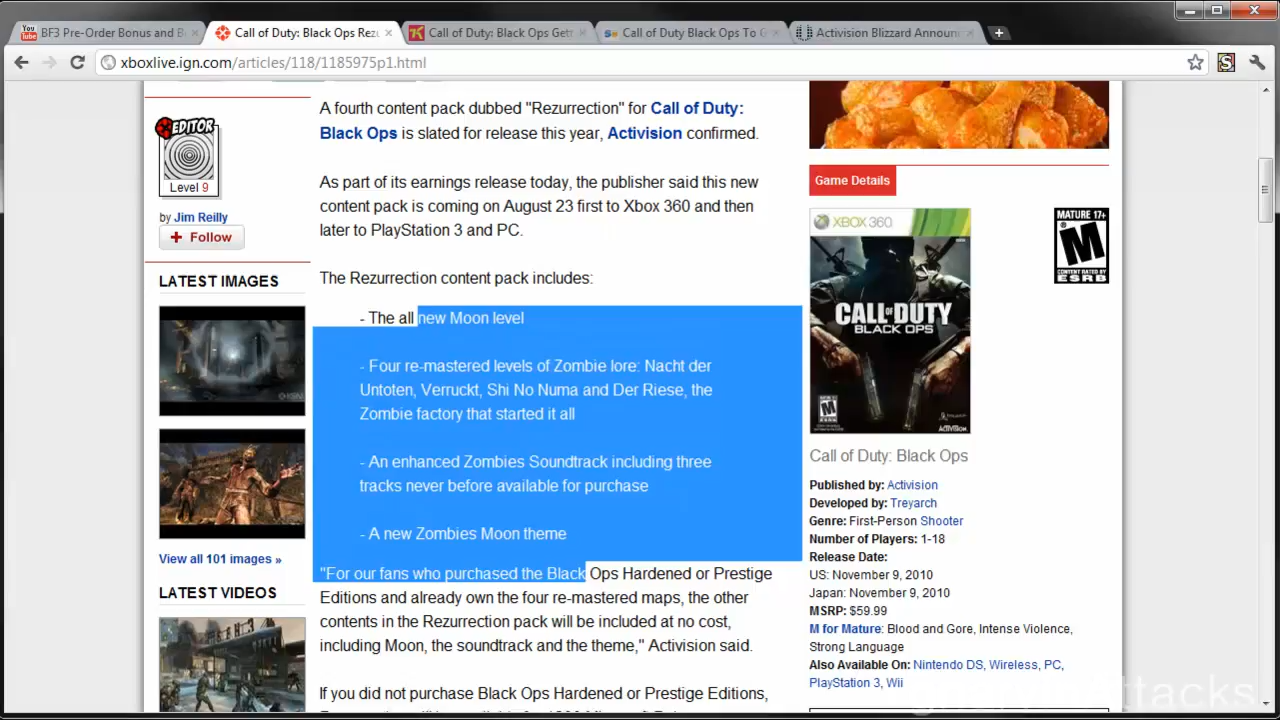 BF3 Pre-Order Bonus and B
Call of Duty: Black Ops Rezu
Call of Duty: Black Ops Getr
Call of Duty Black Ops To G
Activision Blizzard Announ
xboxlive.ign.com/articles/118/1185975p1.html
EDITOR
Level 9
by Jim Reilly
+ Follow
LATEST IMAGES
View all 101 images »
LATEST VIDEOS
A fourth content pack dubbed "Rezurrection" for Call of Duty:
Black Ops is slated for release this year, Activision confirmed.
As part of its earnings release today, the publisher said this new
content pack is coming on August 23 first to Xbox 360 and then
later to PlayStation 3 and PC.
The Rezurrection content pack includes:
- The all new Moon level
- Four re-mastered levels of Zombie lore: Nacht der
Untoten, Verruckt, Shi No Numa and Der Riese, the
Zombie factory that started it all
- An enhanced Zombies Soundtrack including three
tracks never before available for purchase
- A new Zombies Moon theme
"For our fans who purchased the Black Ops Hardened or Prestige
Editions and already own the four re-mastered maps, the other
contents in the Rezurrection pack will be included at no cost,
including Moon, the soundtrack and the theme," Activision said.
If you did not purchase Black Ops Hardened or Prestige Editions,
Game Details
XBOX 360
CALL OF DUTY
BLACK OPS
MATURE 17+
M
CONTENT RATED BY
ESRB
Call of Duty: Black Ops
Published by: Activision
Developed by: Treyarch
Genre: First-Person Shooter
Number of Players: 1-18
Release Date:
US: November 9, 2010
Japan: November 9, 2010
MSRP: $59.99
M for Mature: Blood and Gore, Intense Violence,
Strong Language
Also Available On: Nintendo DS, Wireless, PC,
PlayStation 3, Wii